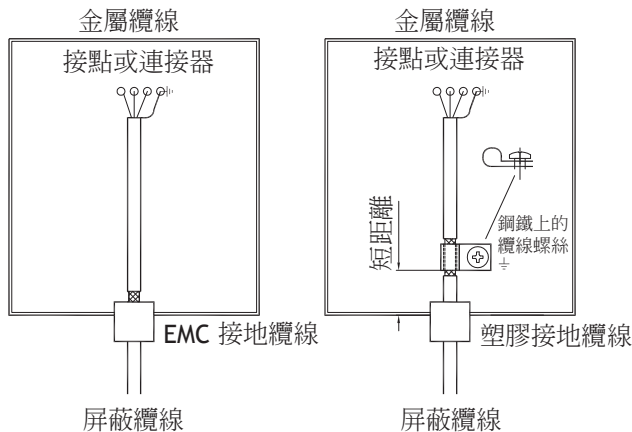 金屬纜線
接點或連接器
EMC 接地纜線
屏蔽纜線
金屬纜線
接點或連接器
短距離
鋼鐵上的
纜線螺絲
塑膠接地纜線
屏蔽纜線